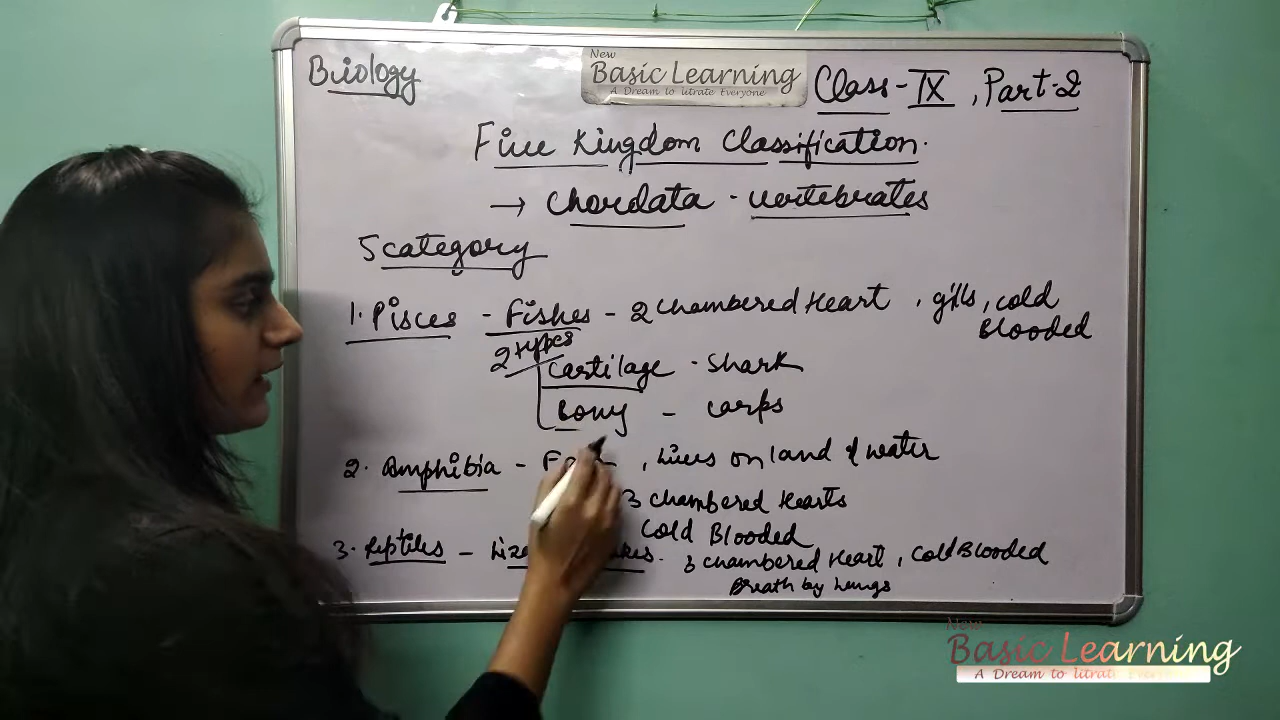 Biology
New
Basic Learning
A Dream to litrate Everyone
Class-IX, Part-2
Five Kingdom Classification.
→ Chordata - vertebrates
5 category
1. Pisces - Fishes - 2 chambered Heart, gills, cold Blooded
2 types
Cartilage - Shark
Bony - carps
2. Amphibia - , Lives on land & water
3 chambered Hearts
Cold Blooded
3. Reptiles - 3 chambered Heart, Cold Blooded
Breath by Lungs
New
Basic Learning
A Dream to litrate Everyone